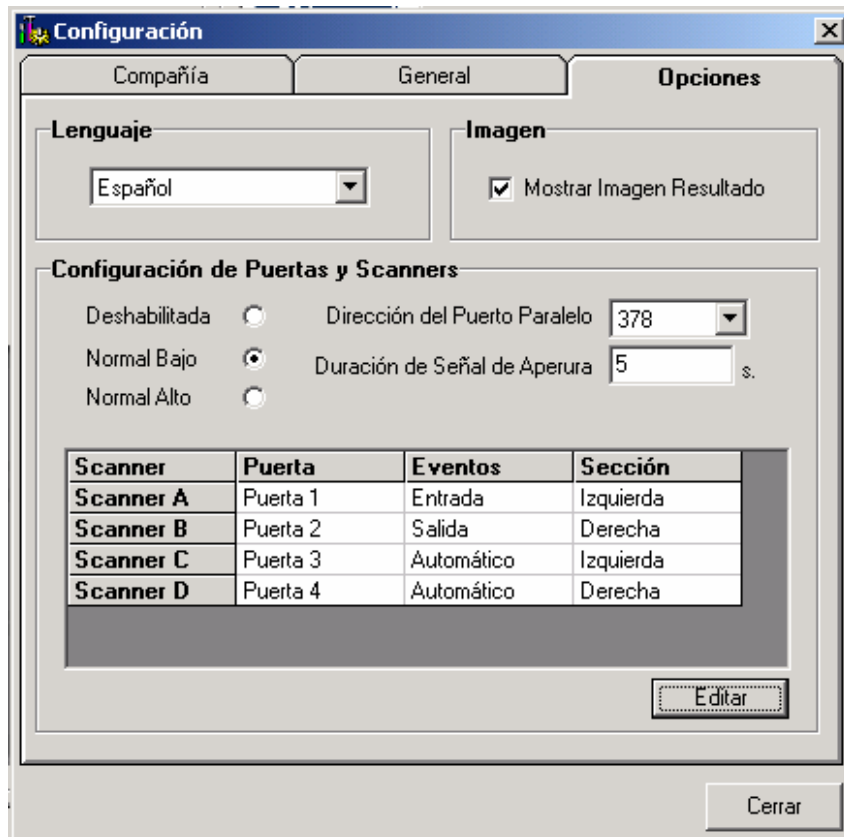 Configuración
Compañía General Opciones
Lenguaje
Español
Imagen
Mostrar Imagen Resultado
Configuración de Puertas y Scanners
Deshabilitada
Normal Bajo
Normal Alto
Dirección del Puerto Paralelo 378
Duración de Señal de Aperura 5 s.
Scanner Puerta Eventos Sección
Scanner A Puerta 1 Entrada Izquierda
Scanner B Puerta 2 Salida Derecha
Scanner C Puerta 3 Automático Izquierda
Scanner D Puerta 4 Automático Derecha
Editar
Cerrar